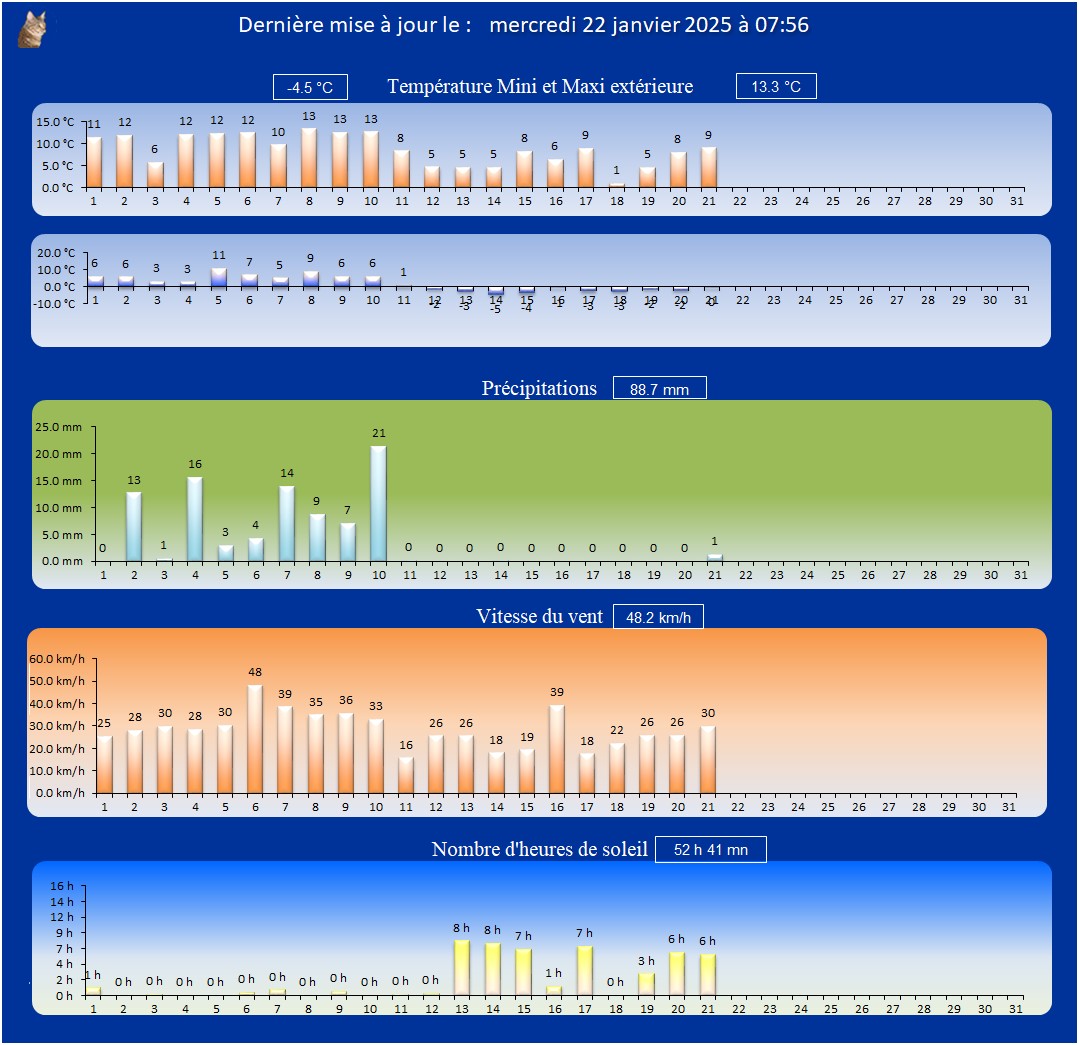 Dernière mise à jour le : mercredi 22 janvier 2025 à 07:56
-4.5 °C Température Mini et Maxi extérieure 13.3 °C
15.0 °C
10.0 °C
5.0 °C
0.0 °C
11 12 6 12 12 12 10 13 13 13 8 5 5 5 8 6 9 1 5 8 9
1 2 3 4 5 6 7 8 9 10 11 12 13 14 15 16 17 18 19 20 21 22 23 24 25 26 27 28 29 30 31
20.0 °C
10.0 °C
0.0 °C
-10.0 °C
6 6 3 3 11 7 5 9 6 6 1
1 2 3 4 5 6 7 8 9 10 11 12 13 14 15 16 17 18 19 20 21 22 23 24 25 26 27 28 29 30 31
-2 -3 -5 -4 -3 -3 -2 -2 0
Précipitations 88.7 mm
25.0 mm
20.0 mm
15.0 mm
10.0 mm
5.0 mm
0.0 mm
0 13 1 16 3 4 14 9 7 21 0 0 0 0 0 0 0 0 0 0 1
1 2 3 4 5 6 7 8 9 10 11 12 13 14 15 16 17 18 19 20 21 22 23 24 25 26 27 28 29 30 31
Vitesse du vent 48.2 km/h
60.0 km/h
50.0 km/h
40.0 km/h
30.0 km/h
20.0 km/h
10.0 km/h
0.0 km/h
25 28 30 28 30 48 39 35 36 33 16 26 26 18 19 39 18 22 26 26 30
1 2 3 4 5 6 7 8 9 10 11 12 13 14 15 16 17 18 19 20 21 22 23 24 25 26 27 28 29 30 31
Nombre d'heures de soleil 52 h 41 mn
16 h
14 h
12 h
9 h
7 h
4 h
2 h
0 h
1 h 0 h 0 h 0 h 0 h 0 h 0 h 0 h 0 h 0 h 0 h 0 h 8 h 8 h 7 h 1 h 7 h 0 h 3 h 6 h 6 h
1 2 3 4 5 6 7 8 9 10 11 12 13 14 15 16 17 18 19 20 21 22 23 24 25 26 27 28 29 30 31